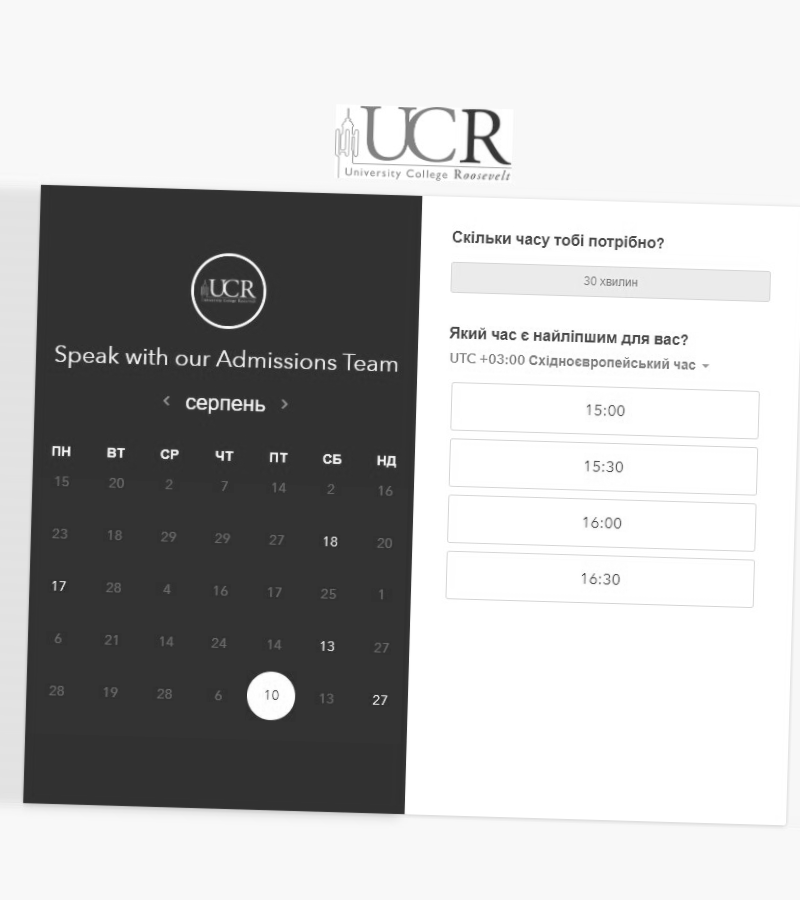 UCR
University College Roosevelt
UCR
University College Roosevelt
Speak with our Admissions Team
серпень
ПН ВТ СР ЧТ ПТ СБ НД
15 20 2 7 14 2 16
23 18 29 29 27 18 20
17 28 4 16 17 25 1
6 21 14 24 14 13 27
28 19 28 6 10 13 27
Скільки часу тобі потрібно?
30 хвилин
Який час є найліпшим для вас?
UTC +03:00 Східноєвропейський час
15:00
15:30
16:00
16:30